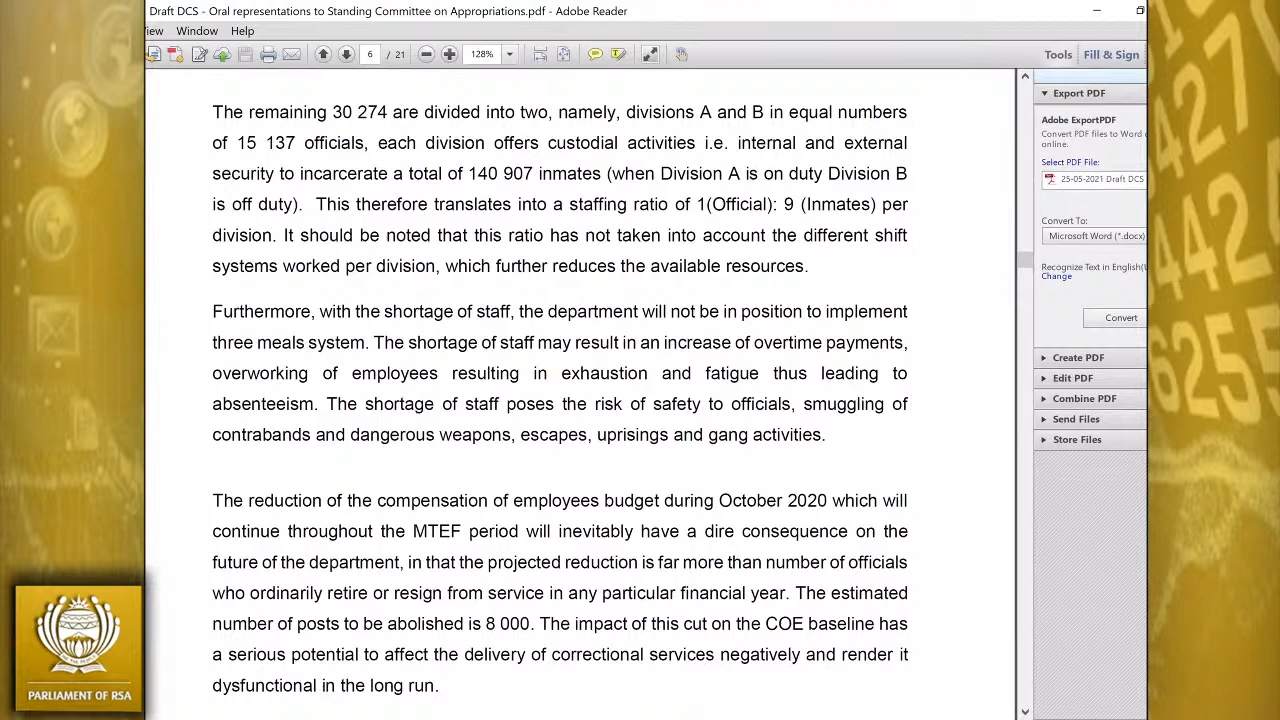 Draft DCS - Oral representations to Standing Committee on Appropriations.pdf - Adobe Reader
iew Window Help
6 / 21 128% Tools Fill & Sign
The remaining 30 274 are divided into two, namely, divisions A and B in equal numbers
of 15 137 officials, each division offers custodial activities i.e. internal and external
security to incarcerate a total of 140 907 inmates (when Division A is on duty Division B
is off duty). This therefore translates into a staffing ratio of 1(Official): 9 (Inmates) per
division. It should be noted that this ratio has not taken into account the different shift
systems worked per division, which further reduces the available resources.
Furthermore, with the shortage of staff, the department will not be in position to implement
three meals system. The shortage of staff may result in an increase of overtime payments,
overworking of employees resulting in exhaustion and fatigue thus leading to
absenteeism. The shortage of staff poses the risk of safety to officials, smuggling of
contrabands and dangerous weapons, escapes, uprisings and gang activities.
The reduction of the compensation of employees budget during October 2020 which will
continue throughout the MTEF period will inevitably have a dire consequence on the
future of the department, in that the projected reduction is far more than number of officials
who ordinarily retire or resign from service in any particular financial year. The estimated
number of posts to be abolished is 8 000. The impact of this cut on the COE baseline has
a serious potential to affect the delivery of correctional services negatively and render it
dysfunctional in the long run.
Export PDF
Adobe ExportPDF
Convert PDF files to Word
online.
Select PDF File:
25-05-2021 Draft DCS
Convert To:
Microsoft Word (*.docx)
Recognize Text in English(
Change
Convert
Create PDF
Edit PDF
Combine PDF
Send Files
Store Files
PARLIAMENT OF RSA